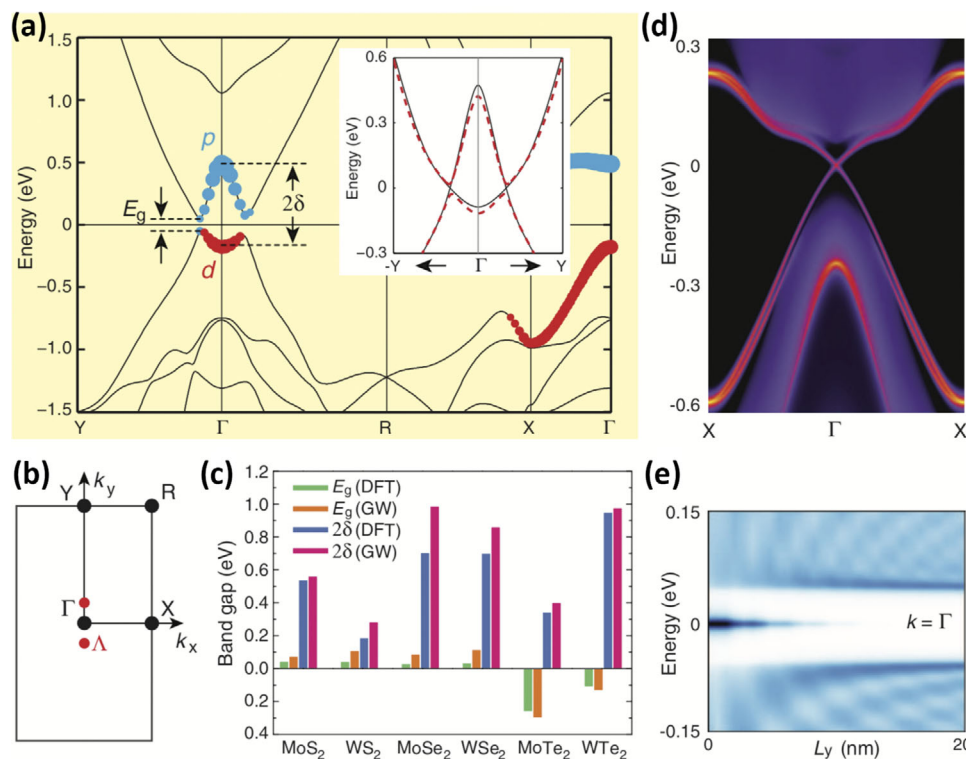 (a)
1.5
1.0
0.5
0
−0.5
−1.0
−1.5
Energy (eV)
p
d
E_g
2δ
Y
Γ
R
X
Γ
0.6
0.3
0
−0.3
Energy (eV)
-Y
Γ
Y
(d)
0.3
0
-0.3
-0.6
Energy (eV)
X
Γ
X
(b)
Y
k_y
R
Γ
X
Λ
k_x
(c)
1.2
1.0
0.8
0.6
0.4
0.2
0.0
0.2
0.4
Band gap (eV)
E_g (DFT)
E_g (GW)
2δ (DFT)
2δ (GW)
MoS₂ WS₂ MoSe₂ WSe₂ MoTe₂ WTe₂
(e)
0.15
0
-0.15
Energy (eV)
k = Γ
0
L_y (nm)
20